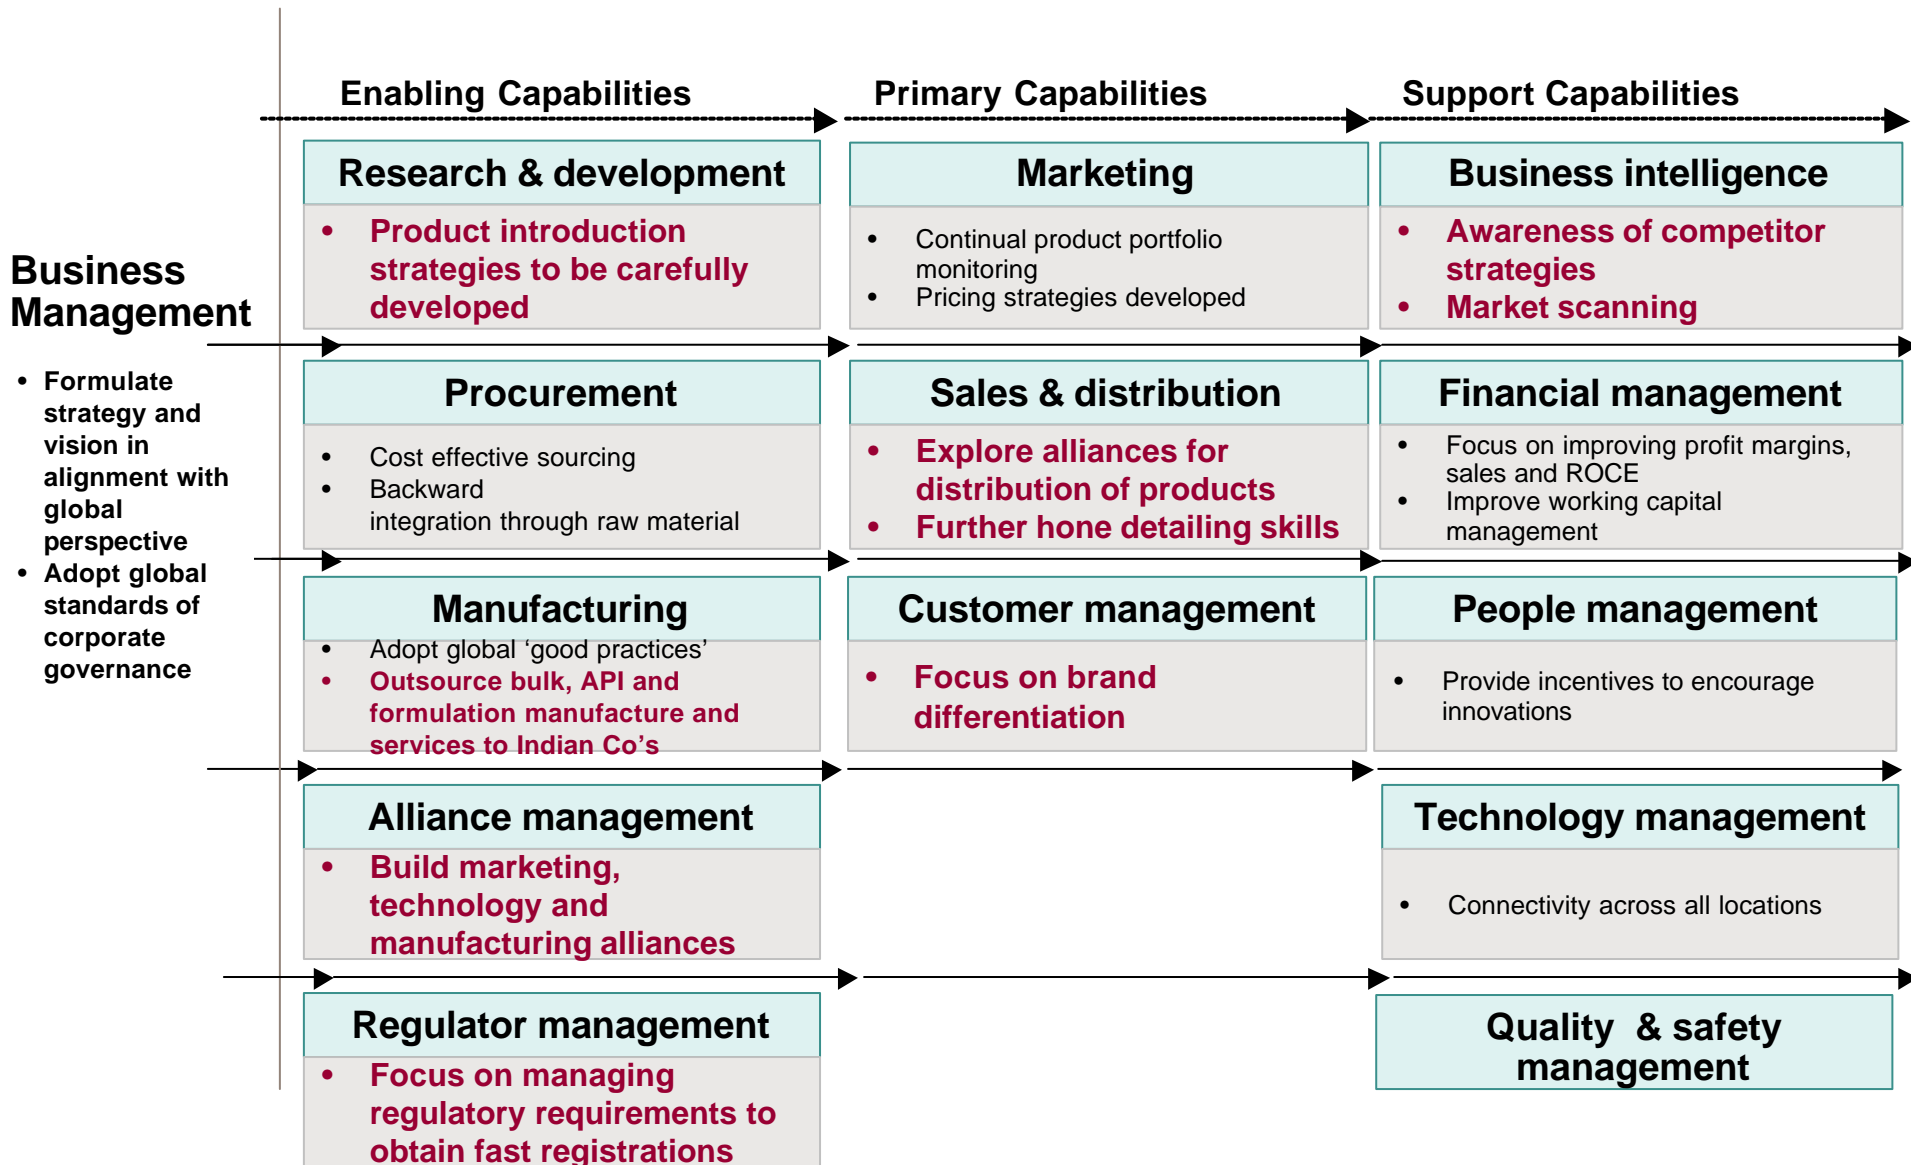 Enabling Capabilities
Primary Capabilities
Support Capabilities
Business
Management
• Formulate
strategy and
vision in
alignment with
global
perspective
• Adopt global
standards of
corporate
governance
Research & development
• Product introduction
strategies to be carefully
developed
Procurement
• Cost effective sourcing
• Backward
integration through raw material
Manufacturing
• Adopt global ‘good practices’
• Outsource bulk, API and
formulation manufacture and
services to Indian Co’s
Alliance management
• Build marketing,
technology and
manufacturing alliances
Regulator management
• Focus on managing
regulatory requirements to
obtain fast registrations
Marketing
• Continual product portfolio
monitoring
• Pricing strategies developed
Sales & distribution
• Explore alliances for
distribution of products
• Further hone detailing skills
Customer management
• Focus on brand
differentiation
Business intelligence
• Awareness of competitor
strategies
• Market scanning
Financial management
• Focus on improving profit margins,
sales and ROCE
• Improve working capital
management
People management
• Provide incentives to encourage
innovations
Technology management
• Connectivity across all locations
Quality & safety
management